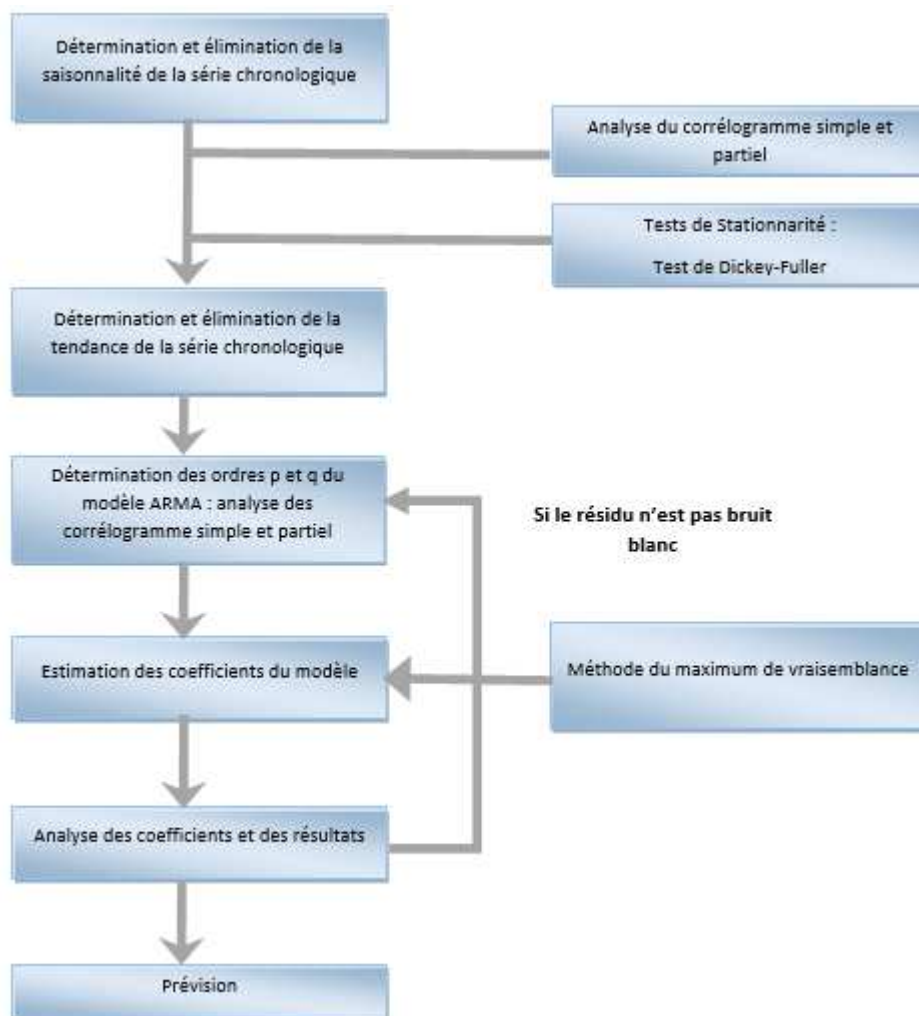 Détermination et élimination de la
saisonnalité de la série chronologique
Analyse du corrélogramme simple et
partiel
Tests de Stationnarité :
Test de Dickey-Fuller
Détermination et élimination de la
tendance de la série chronologique
Détermination des ordres p et q du
modèle ARMA : analyse des
corrélogramme simple et partiel
Si le résidu n'est pas bruit
blanc
Estimation des coefficients du modèle
Méthode du maximum de vraisemblance
Analyse des coefficients et des résultats
Prévision